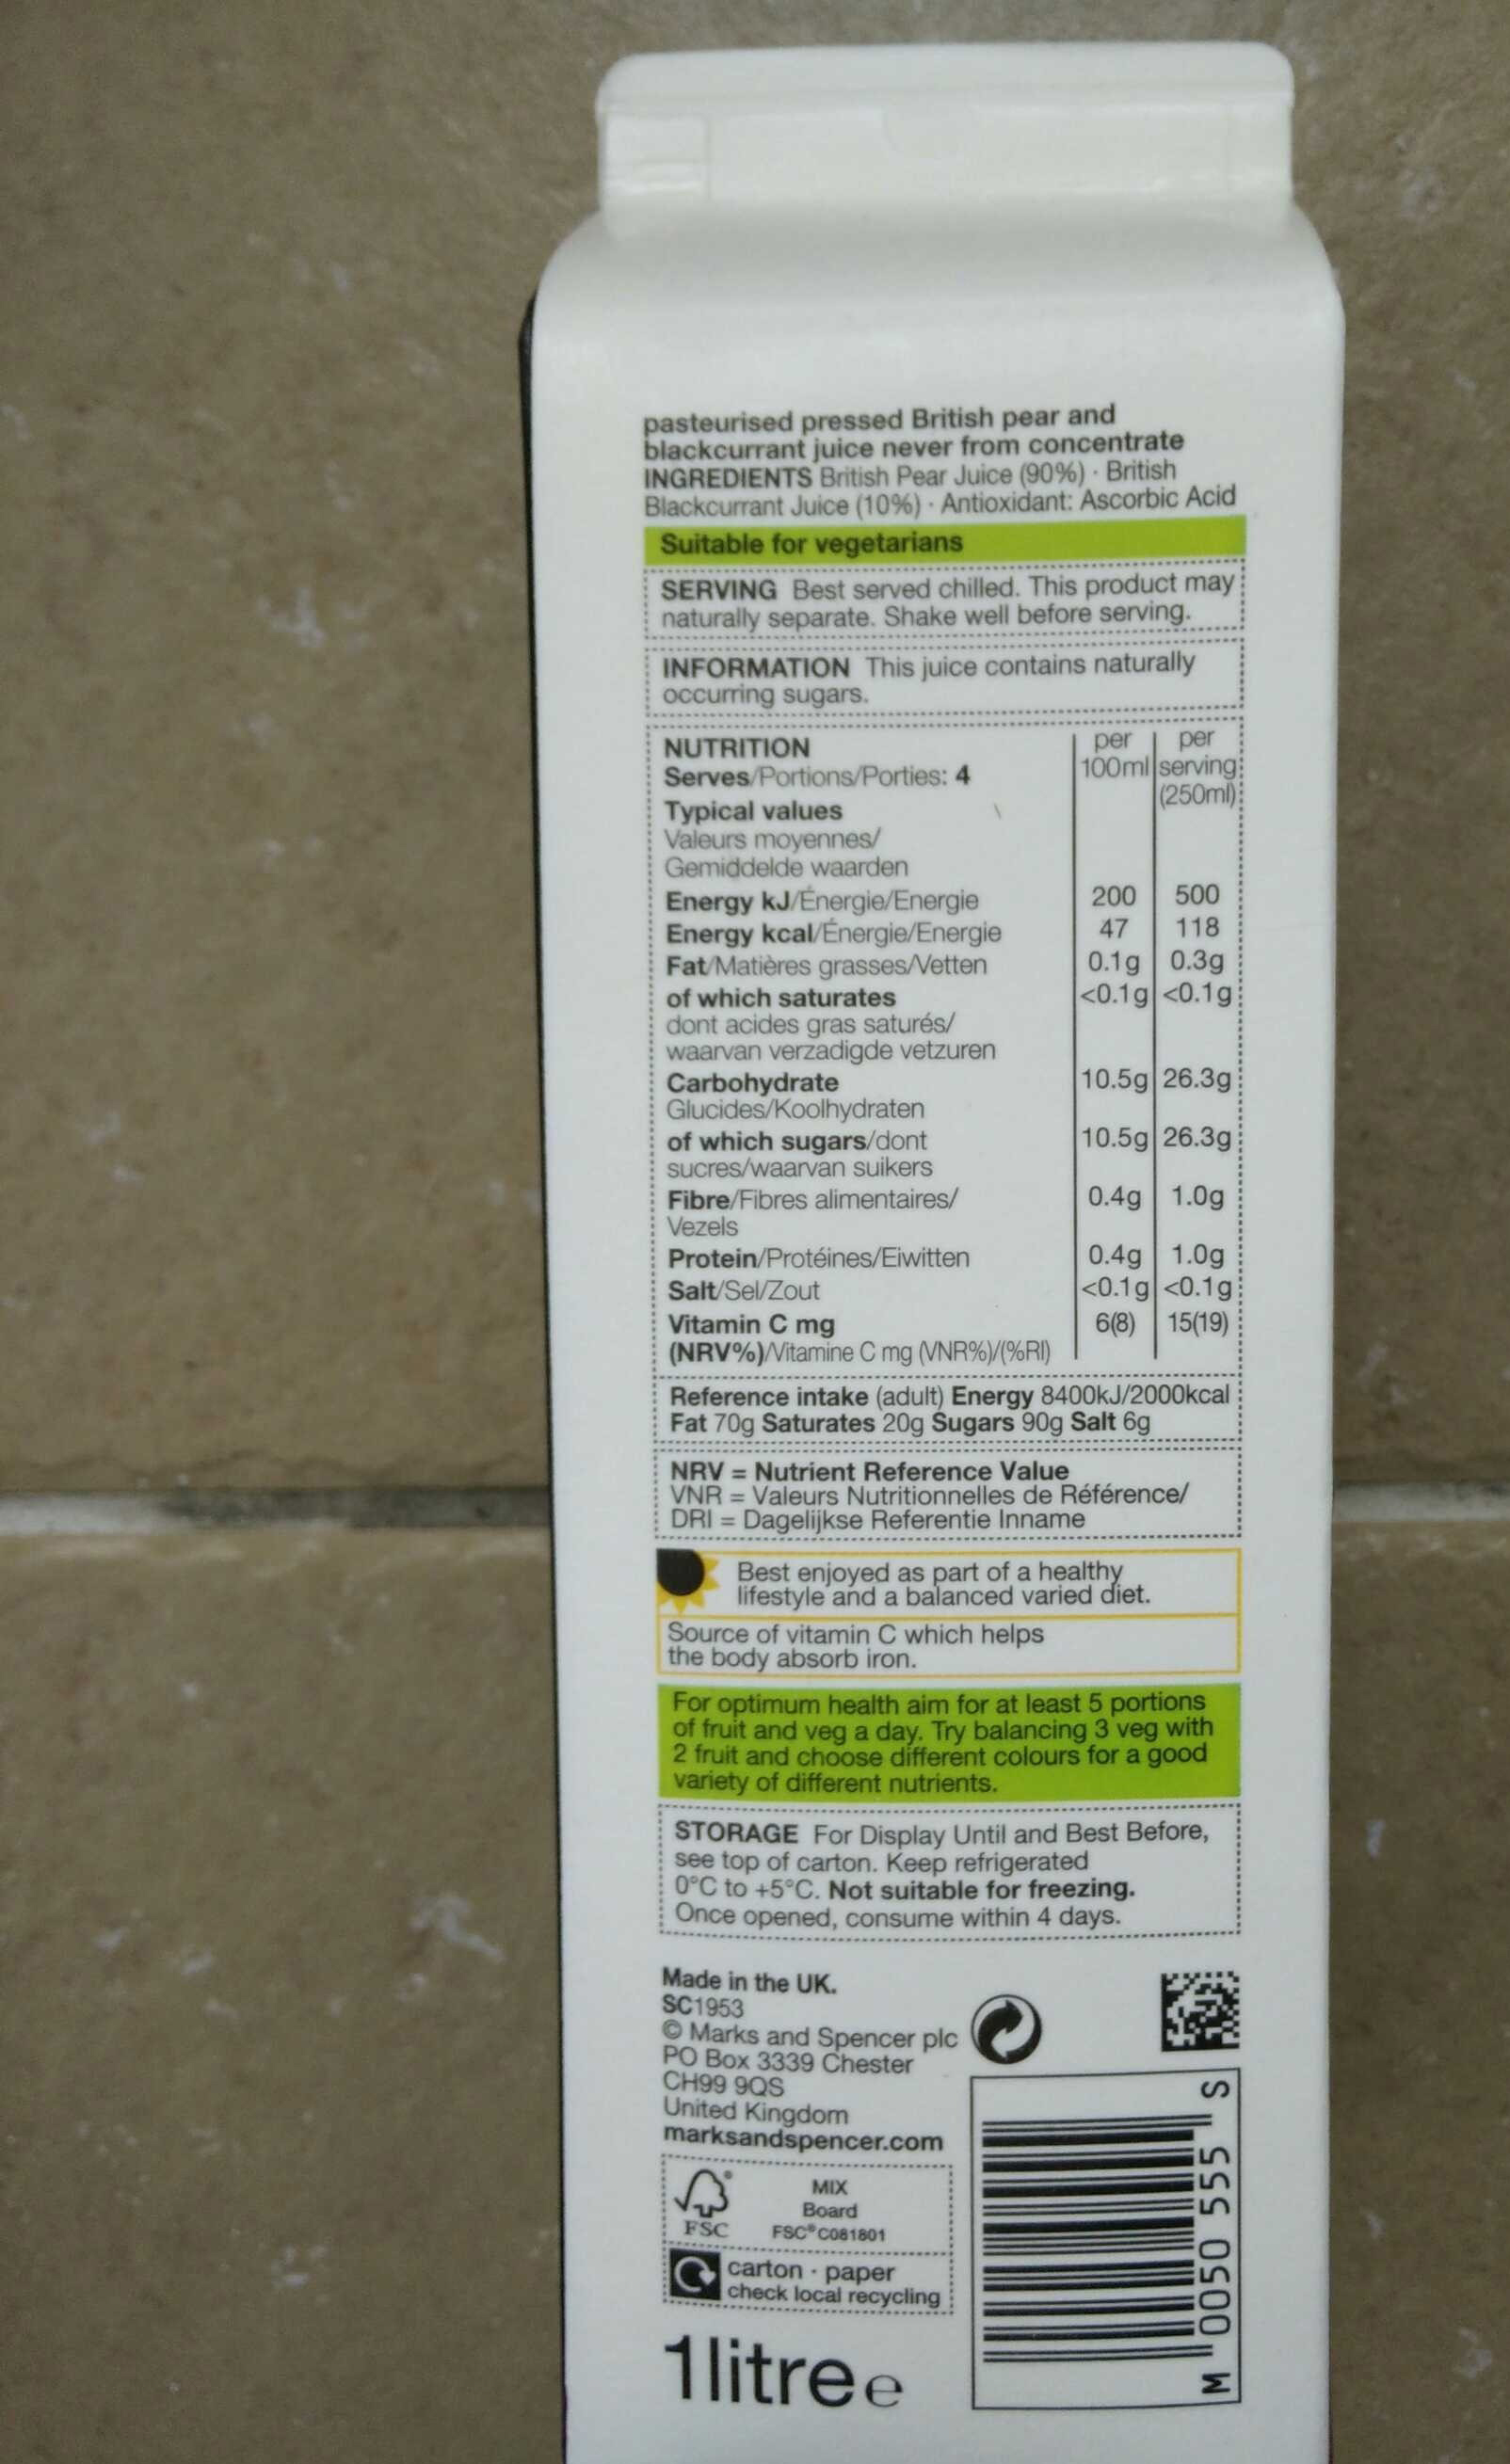 pasteurised pressed British pear and
blackcurrant juice never from concentrate
INGREDIENTS British Pear Juice (90%) · British
Blackcurrant Juice (10%) · Antioxidant: Ascorbic Acid
Suitable for vegetarians
SERVING Best served chilled. This product may
naturally separate. Shake well before serving.
INFORMATION This juice contains naturally
occurring sugars.
NUTRITION per per
Serves/Portions/Porties: 4 100ml serving
(250ml)
Typical values
Valeurs moyennes/
Gemiddelde waarden
Energy kJ/Énergie/Energie 200 500
Energy kcal/Énergie/Energie 47 118
Fat/Matières grasses/Vetten 0.1g 0.3g
of which saturates <0.1g <0.1g
dont acides gras saturés/
waarvan verzadigde vetzuren
Carbohydrate 10.5g 26.3g
Glucides/Koolhydraten
of which sugars/dont 10.5g 26.3g
sucres/waarvan suikers
Fibre/Fibres alimentaires/ 0.4g 1.0g
Vezels
Protein/Protéines/Eiwitten 0.4g 1.0g
Salt/Sel/Zout <0.1g <0.1g
Vitamin C mg 6(8) 15(19)
(NRV%)/Vitamine C mg (VNR%)/(%RI)
Reference intake (adult) Energy 8400kJ/2000kcal
Fat 70g Saturates 20g Sugars 90g Salt 6g
NRV = Nutrient Reference Value
VNR = Valeurs Nutritionnelles de Référence/
DRI = Dagelijkse Referentie Inname
Best enjoyed as part of a healthy
lifestyle and a balanced varied diet.
Source of vitamin C which helps
the body absorb iron.
For optimum health aim for at least 5 portions
of fruit and veg a day. Try balancing 3 veg with
2 fruit and choose different colours for a good
variety of different nutrients.
STORAGE For Display Until and Best Before,
see top of carton. Keep refrigerated
0°C to +5°C. Not suitable for freezing.
Once opened, consume within 4 days.
Made in the UK.
SC1953
© Marks and Spencer plc
PO Box 3339 Chester
CH99 9QS
United Kingdom
marksandspencer.com
MIX
Board
FSC® C081801
FSC
carton · paper
check local recycling
1litre e
M 0050 555 S